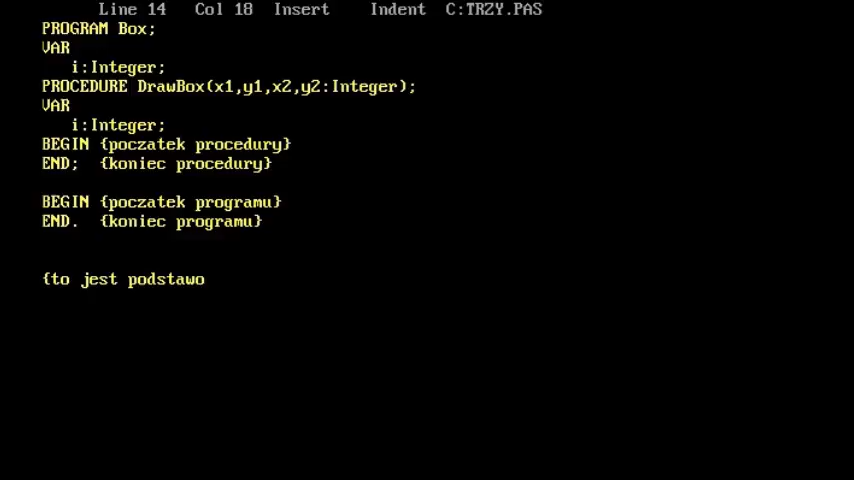 Line 14 Col 18 Insert Indent C:TRZY.PAS
PROGRAM Box;
VAR
i:Integer;
PROCEDURE DrawBox(x1,y1,x2,y2:Integer);
VAR
i:Integer;
BEGIN {poczatek procedury}
END; {koniec procedury}
BEGIN {poczatek programu}
END. {koniec programu}
{to jest podstawo